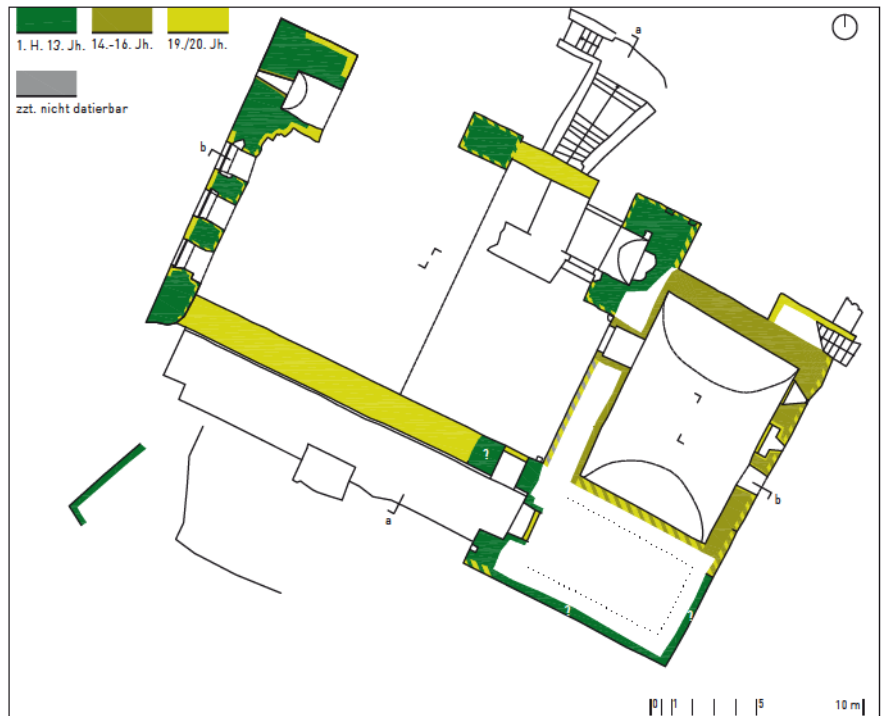 1. H. 13. Jh. 14.-16. Jh. 19./20. Jh.
zzt. nicht datierbar
a
b
?
a
b
? ?
0 1 5 10 m